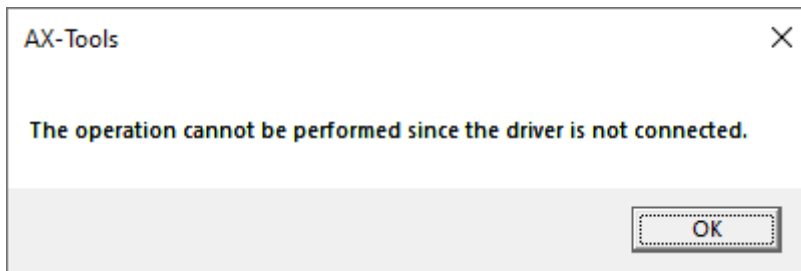 AX-Tools
The operation cannot be performed since the driver is not connected.
OK